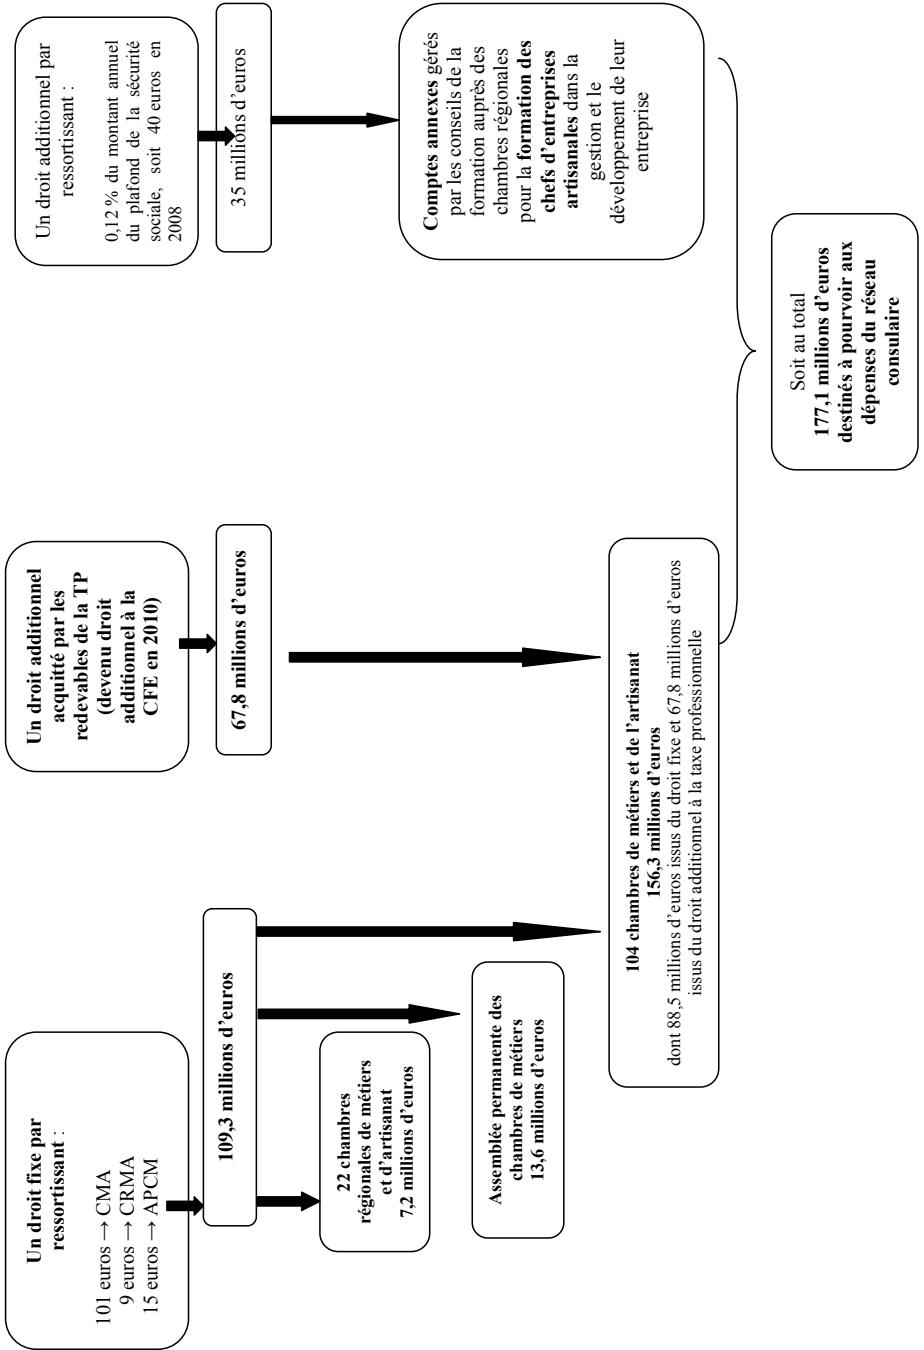 Un droit fixe par
ressortissant :
101 euros → CMA
9 euros → CRMA
15 euros → APCM
109,3 millions d’euros
22 chambres
régionales de métiers
et d’artisanat
7,2 millions d’euros
Assemblée permanente des
chambres de métiers
13,6 millions d’euros
Un droit additionnel
acquitté par les
redevables de la TP
(devenu droit
additionnel à la
CFE en 2010)
67,8 millions d’euros
104 chambres de métiers et de l’artisanat
156,3 millions d’euros
dont 88,5 millions d’euros issus du droit fixe et 67,8 millions d’euros
issus du droit additionnel à la taxe professionnelle
Un droit additionnel par
ressortissant :
0,12 % du montant annuel
du plafond de la sécurité
sociale, soit 40 euros en
2008
35 millions d’euros
Comptes annexes gérés
par les conseils de la
formation auprès des
chambres régionales
pour la formation des
chefs d’entreprises
artisanales dans la
gestion et le
développement de leur
entreprise
Soit au total
177,1 millions d’euros
destinés à pourvoir aux
dépenses du réseau
consulaire